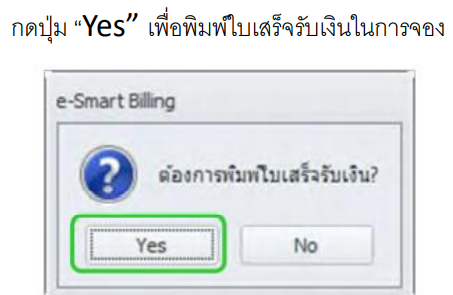 กดปุ่ม “Yes” เพื่อพิมพ์ใบเสร็จรับเงินในการจอง
e-Smart Billing
ต้องการพิมพ์ใบเสร็จรับเงิน?
Yes No